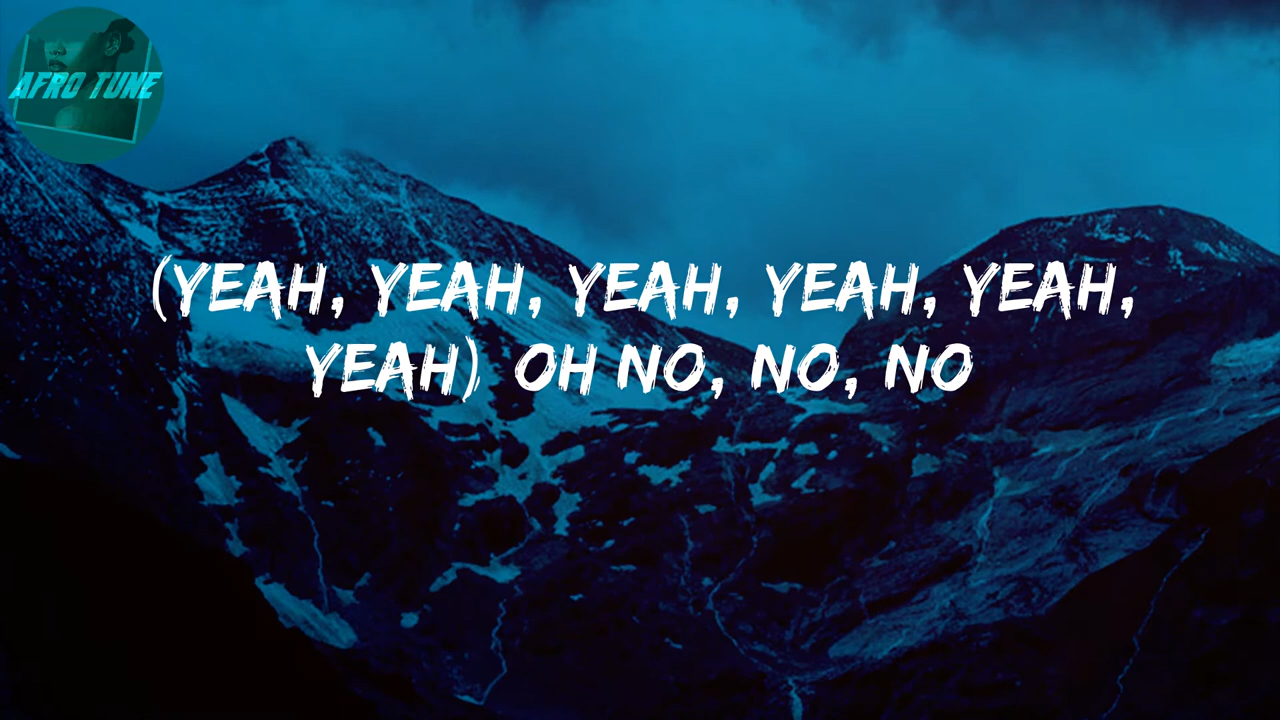 AFRO TUNE
(YEAH, YEAH, YEAH, YEAH, YEAH,
YEAH) OH NO, NO, NO